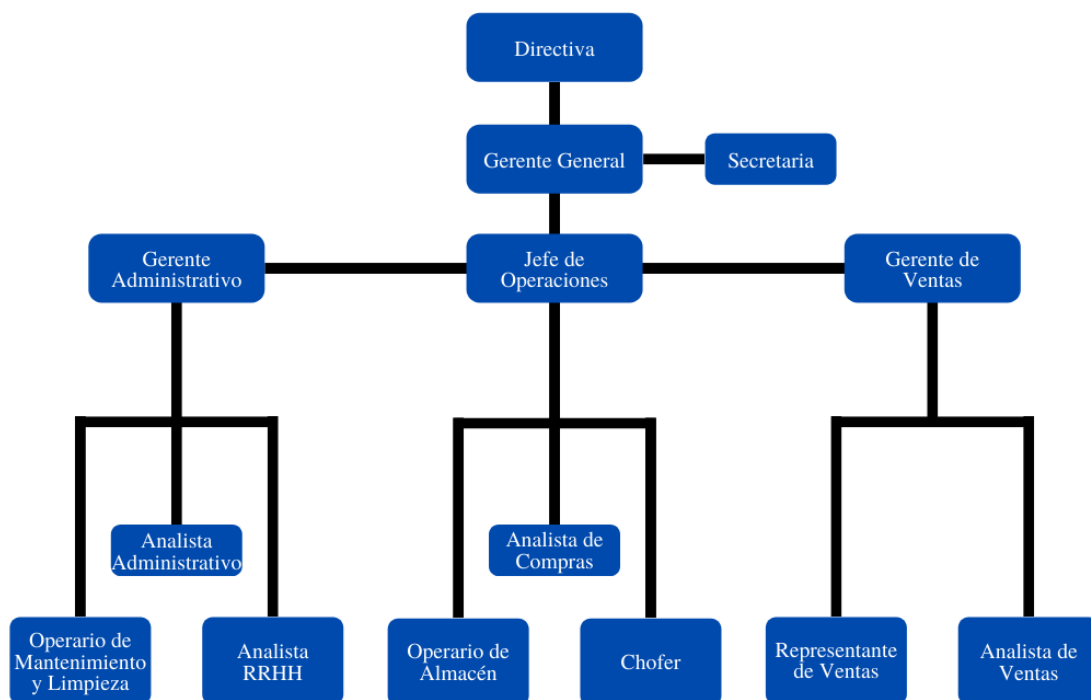 Directiva
Gerente General
Secretaria
Gerente
Administrativo
Jefe de
Operaciones
Gerente de
Ventas
Analista
Administrativo
Analista de
Compras
Operario de
Mantenimiento
y Limpieza
Analista
RRHH
Operario de
Almacén
Chofer
Representante
de Ventas
Analista de
Ventas